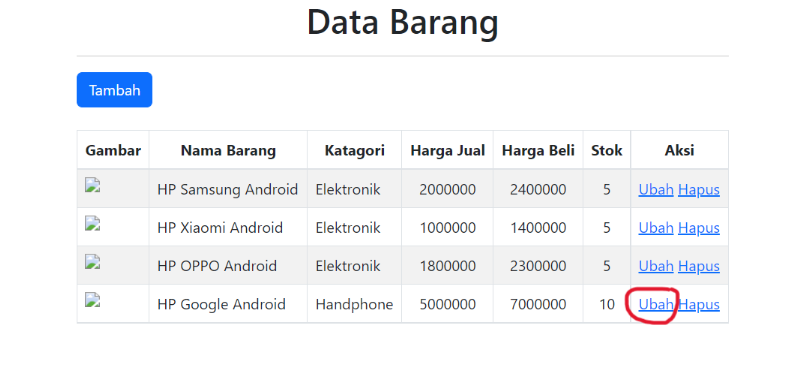 Data Barang
Tambah
Gambar Nama Barang Katagori Harga Jual Harga Beli Stok Aksi
HP Samsung Android Elektronik 2000000 2400000 5 Ubah Hapus
HP Xiaomi Android Elektronik 1000000 1400000 5 Ubah Hapus
HP OPPO Android Elektronik 1800000 2300000 5 Ubah Hapus
HP Google Android Handphone 5000000 7000000 10 Ubah Hapus